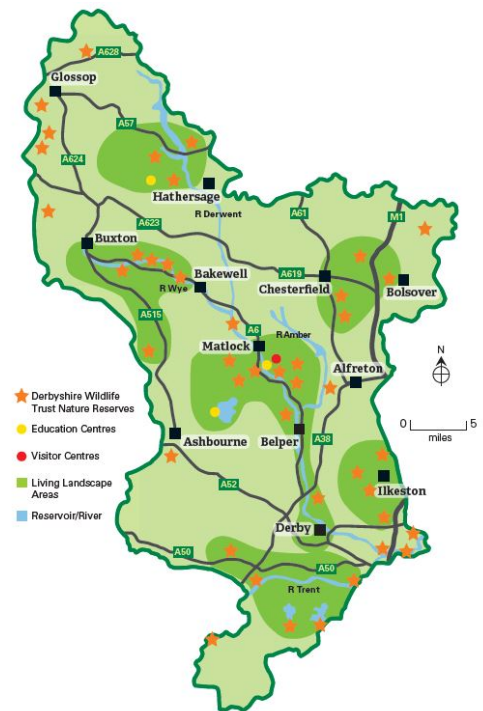 A628
Glossop
A57
A624
Hathersage
R Derwent
A61
M1
A623
Buxton
Bakewell
A619
Chesterfield
Bolsover
R Wye
A515
A6
R Amber
Matlock
Alfreton
N
Derbyshire Wildlife
Trust Nature Reserves
Education Centres
Visitor Centres
Living Landscape
Areas
Reservoir/River
0 5
miles
Ashbourne
Belper
A38
A52
Ilkeston
Derby
A50
A50
R Trent